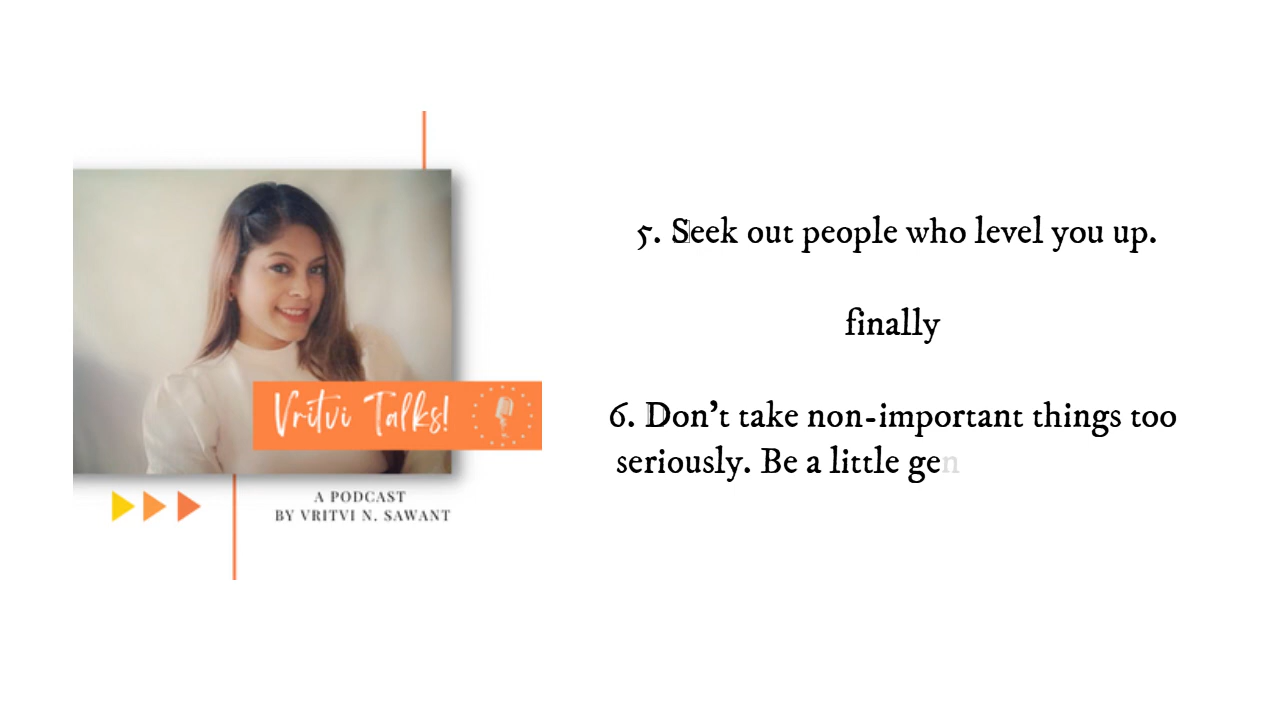 Vritvi Talks!
A PODCAST
BY VRITVI N. SAWANT
5. Seek out people who level you up.
finally
6. Don't take non-important things too
seriously. Be a little gen